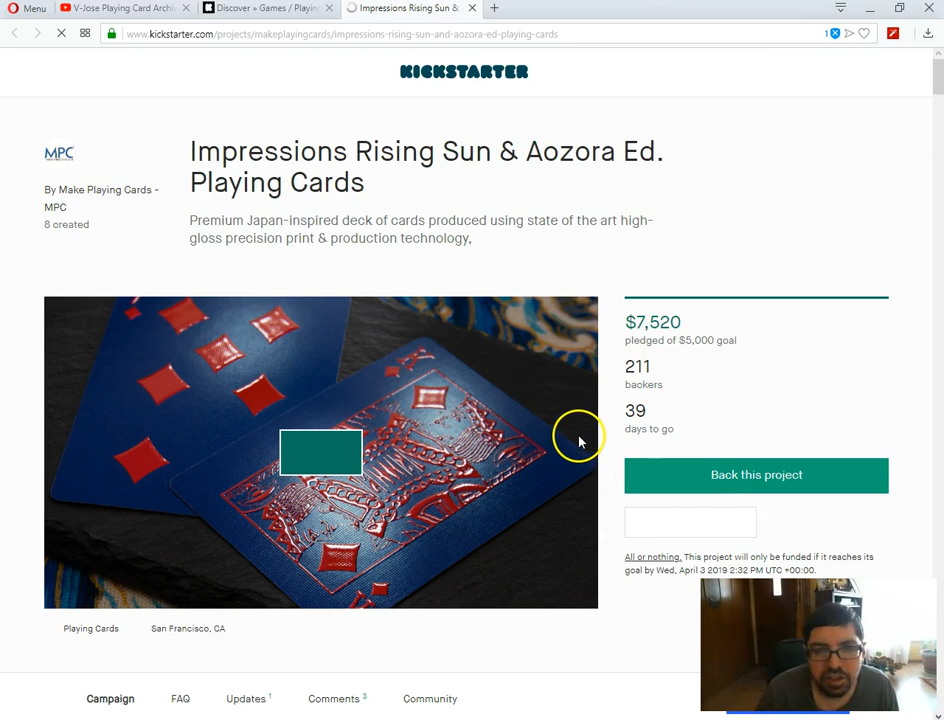 Menu
V-Jose Playing Card Archiv
Discover » Games / Playin
Impressions Rising Sun &
www.kickstarter.com/projects/makeplayingcards/impressions-rising-sun-and-aozora-ed-playing-cards
1
KICKSTARTER
MPC
By Make Playing Cards -
MPC
8 created
Impressions Rising Sun & Aozora Ed.
Playing Cards
Premium Japan-inspired deck of cards produced using state of the art high-
gloss precision print & production technology,
K
$7,520
pledged of $5,000 goal
211
backers
39
days to go
Back this project
All or nothing. This project will only be funded if it reaches its
goal by Wed, April 3 2019 2:32 PM UTC +00:00.
Playing Cards
San Francisco, CA
Campaign
FAQ
Updates 1
Comments 3
Community